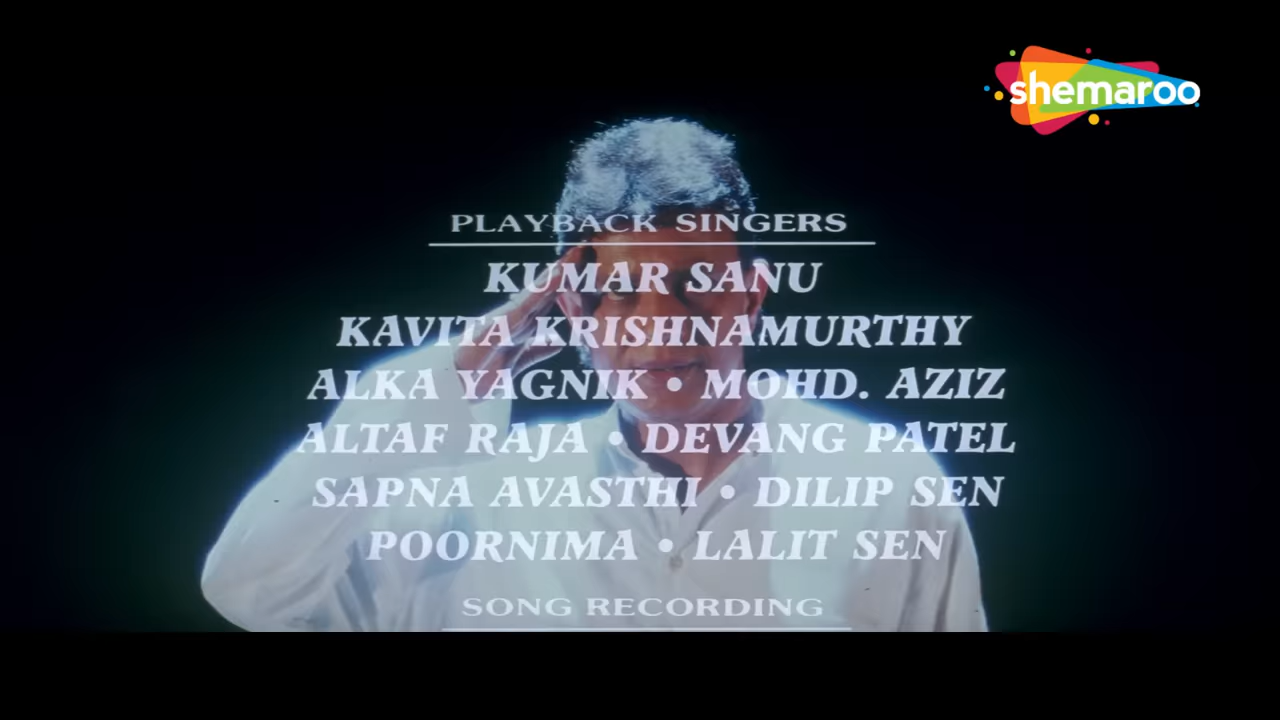 shemaroo
PLAYBACK SINGERS
KUMAR SANU
KAVITA KRISHNAMURTHY
ALKA YAGNIK • MOHD. AZIZ
ALTAF RAJA • DEVANG PATEL
SAPNA AVASTHI • DILIP SEN
POORNIMA • LALIT SEN
SONG RECORDING